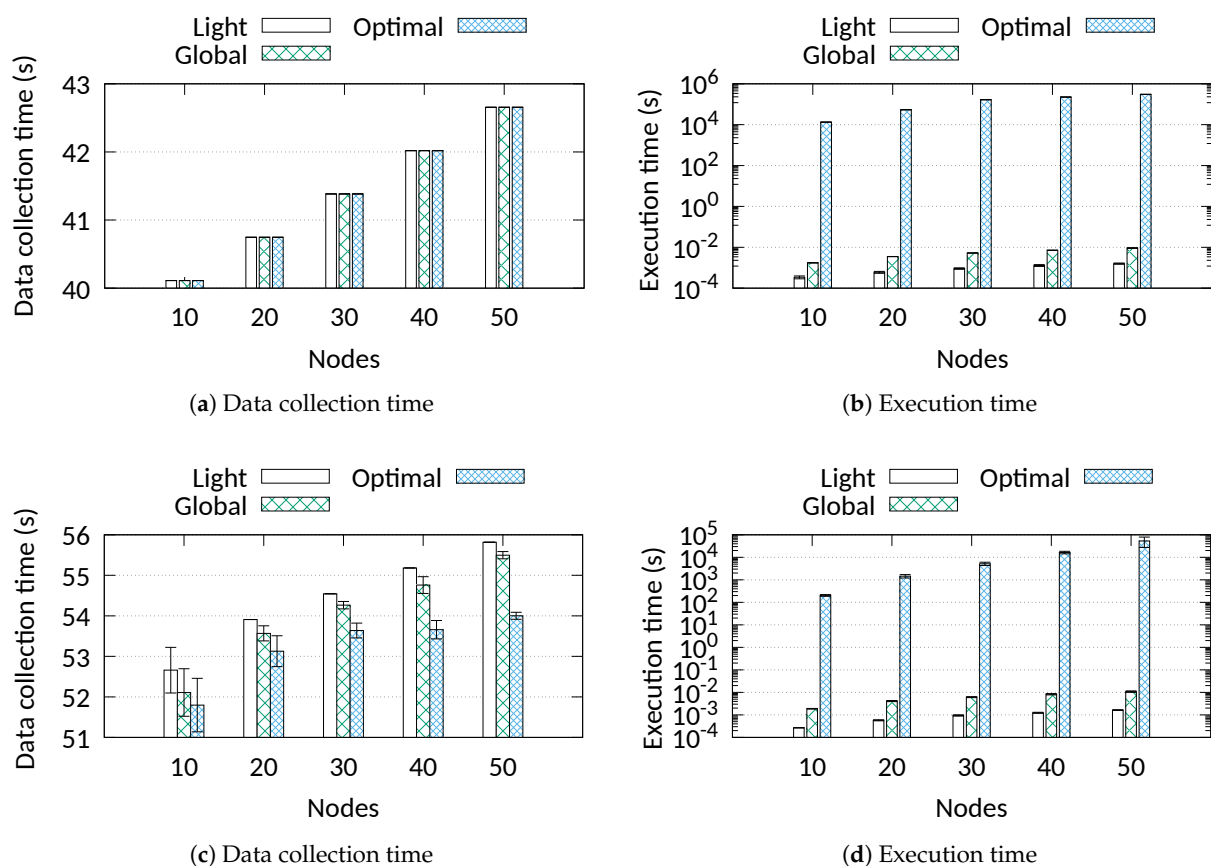 Light Optimal
Global
Data collection time (s)
43
42
41
40
10 20 30 40 50
Nodes
(a) Data collection time
Light Optimal
Global
Execution time (s)
10^6
10^4
10^2
10^0
10^-2
10^-4
10 20 30 40 50
Nodes
(b) Execution time
Light Optimal
Global
Data collection time (s)
56
55
54
53
52
51
10 20 30 40 50
Nodes
(c) Data collection time
Light Optimal
Global
Execution time (s)
10^5
10^4
10^3
10^2
10^1
10^0
10^-1
10^-2
10^-3
10^-4
10 20 30 40 50
Nodes
(d) Execution time